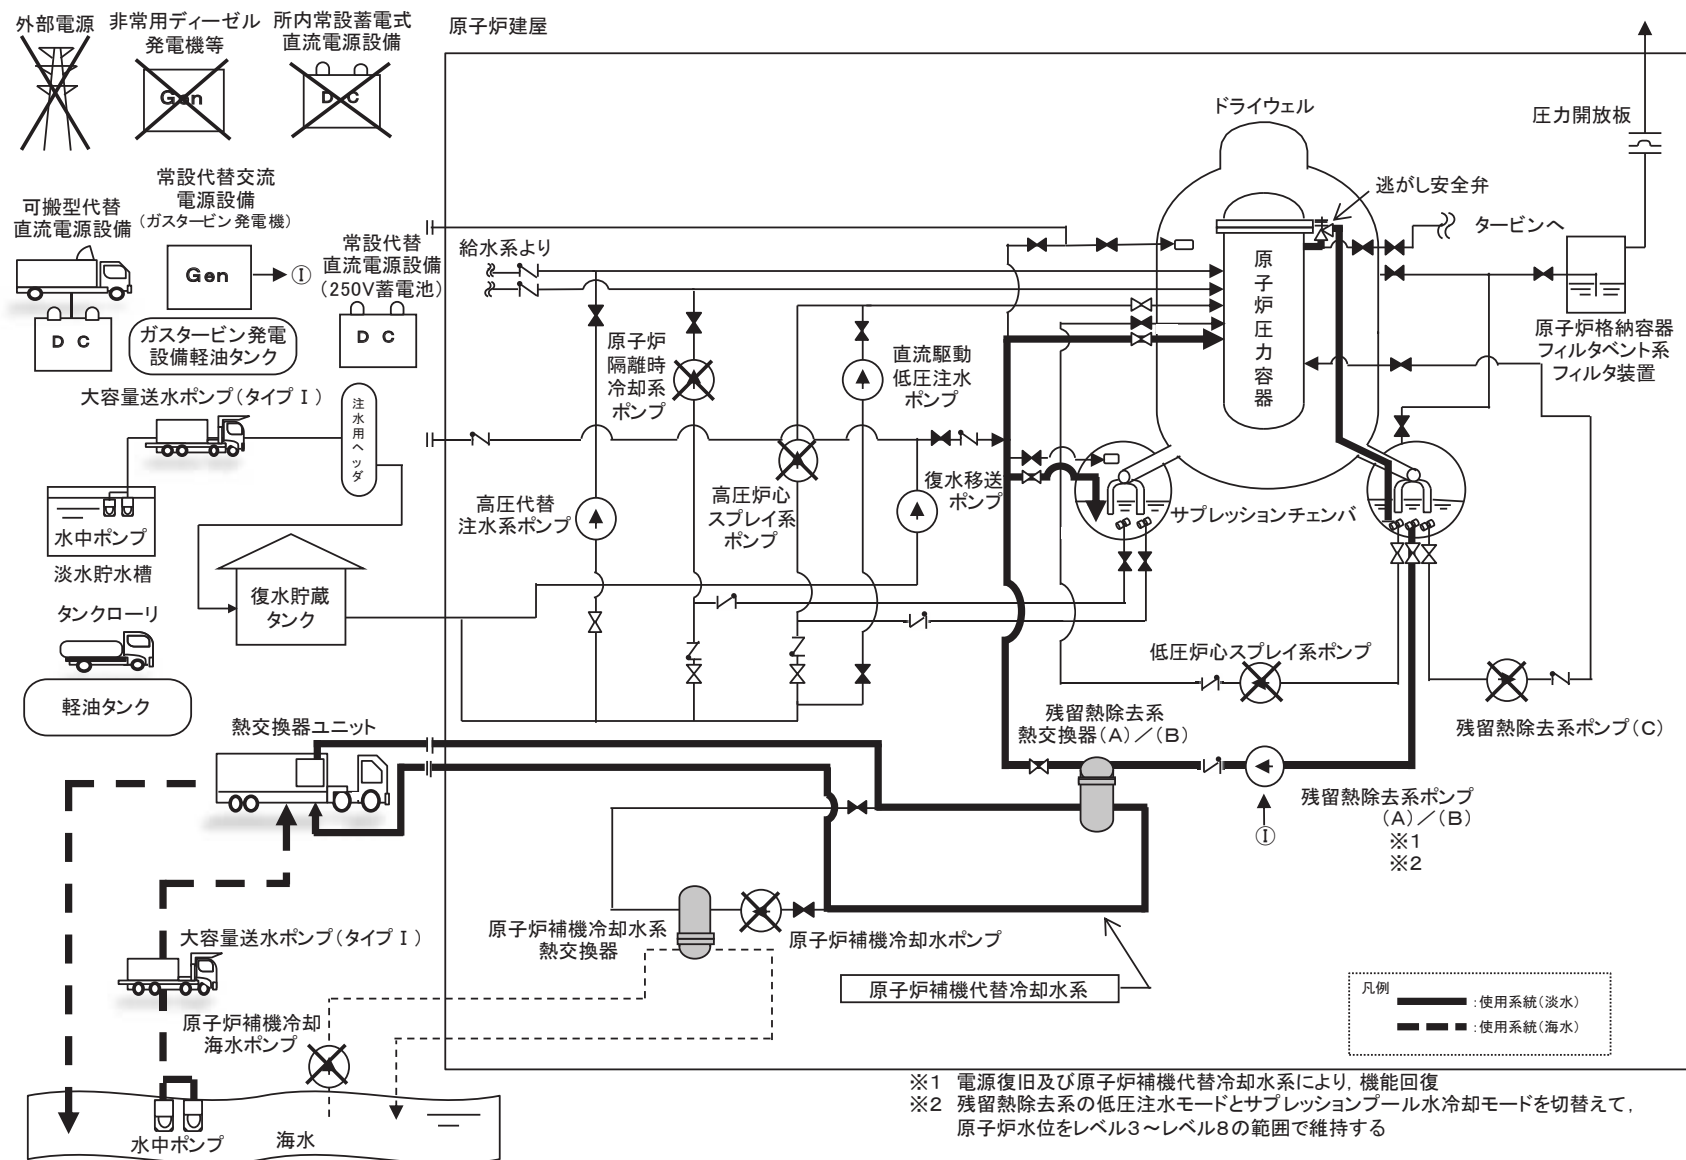 外部電源
非常用ディーゼル
発電機等
所内常設蓄電式
直流電源設備
原子炉建屋
Gen
D C
ドライウェル
圧力開放板
常設代替交流
電源設備
(ガスタービン発電機)
可搬型代替
直流電源設備
逃がし安全弁
タービンへ
常設代替
直流電源設備
(250V蓄電池)
給水系より
Gen
Ⓘ
D C
D C
ガスタービン発電
設備軽油タンク
原子炉圧力容器
原子炉格納容器
フィルタベント系
フィルタ装置
原子炉
隔離時
冷却系
ポンプ
直流駆動
低圧注水
ポンプ
大容量送水ポンプ(タイプⅠ)
注水用ヘッダ
水中ポンプ
淡水貯水槽
高圧代替
注水系ポンプ
高圧炉心
スプレイ系
ポンプ
復水移送
ポンプ
サプレッションチェンバ
復水貯蔵
タンク
タンクローリ
軽油タンク
低圧炉心スプレイ系ポンプ
残留熱除去系ポンプ(C)
残留熱除去系
熱交換器(A)/(B)
熱交換器ユニット
残留熱除去系ポンプ
(A)/(B)
※1
※2
Ⓘ
大容量送水ポンプ(タイプⅠ)
原子炉補機冷却水系
熱交換器
原子炉補機冷却水ポンプ
原子炉補機代替冷却水系
原子炉補機冷却
海水ポンプ
水中ポンプ
海水
凡例
:使用系統(淡水)
:使用系統(海水)
※1 電源復旧及び原子炉補機代替冷却水系により,機能回復
※2 残留熱除去系の低圧注水モードとサプレッションプール水冷却モードを切替えて,
原子炉水位をレベル3~レベル8の範囲で維持する